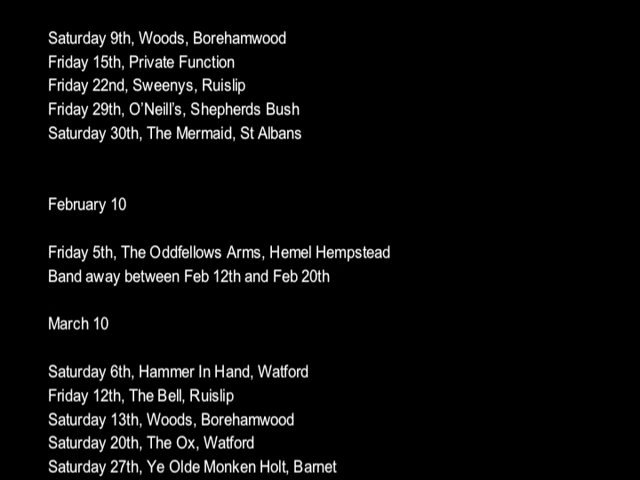 Saturday 9th, Woods, Borehamwood
Friday 15th, Private Function
Friday 22nd, Sweenys, Ruislip
Friday 29th, O’Neill’s, Shepherds Bush
Saturday 30th, The Mermaid, St Albans
February 10
Friday 5th, The Oddfellows Arms, Hemel Hempstead
Band away between Feb 12th and Feb 20th
March 10
Saturday 6th, Hammer In Hand, Watford
Friday 12th, The Bell, Ruislip
Saturday 13th, Woods, Borehamwood
Saturday 20th, The Ox, Watford
Saturday 27th, Ye Olde Monken Holt, Barnet